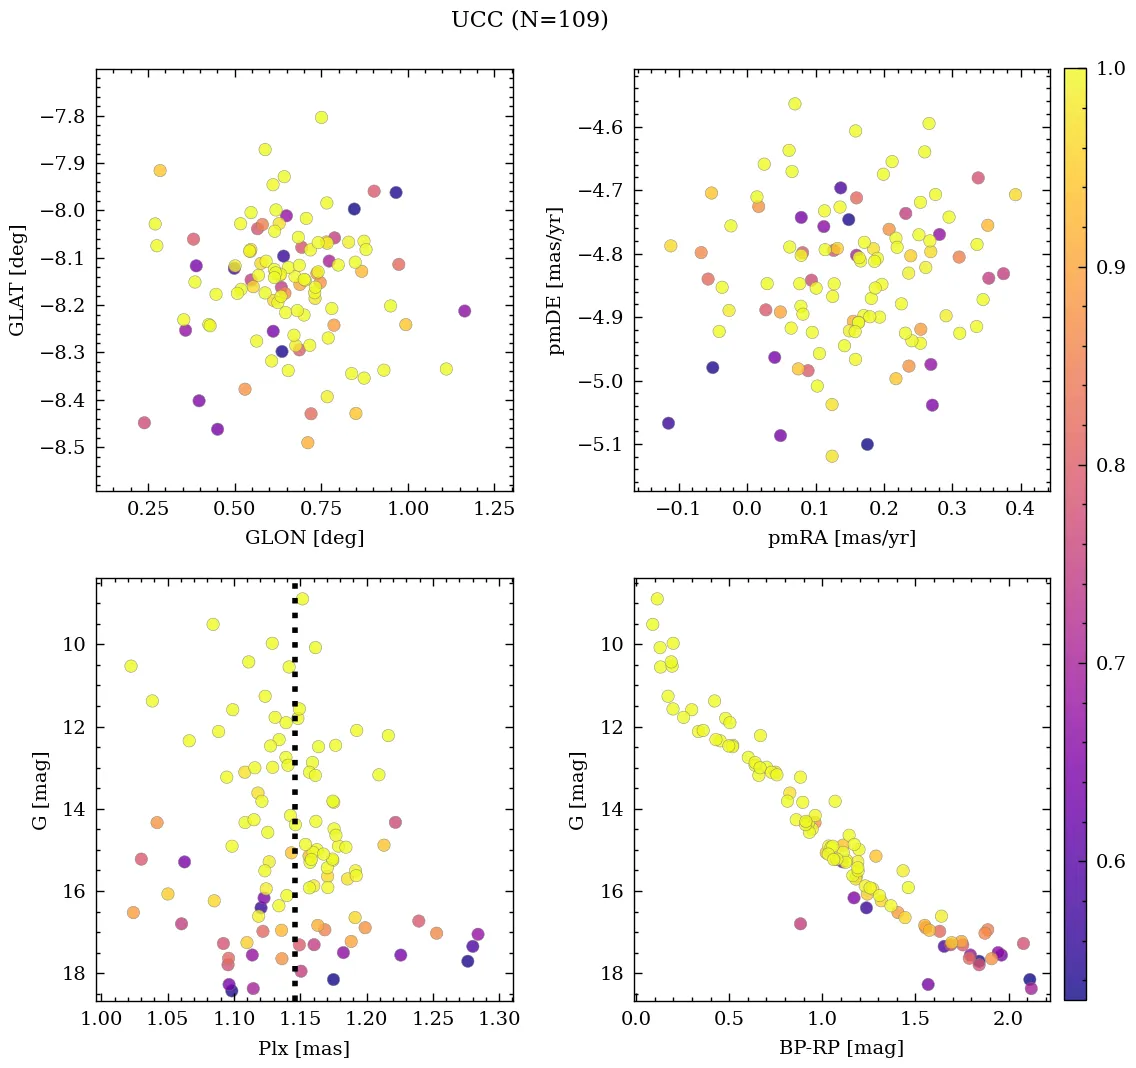 UCC (N=109)
−7.8
−7.9
−8.0
−8.1
−8.2
−8.3
−8.4
−8.5
GLAT [deg]
0.25 0.50 0.75 1.00 1.25
GLON [deg]
−4.6
−4.7
−4.8
−4.9
−5.0
−5.1
pmDE [mas/yr]
−0.1 0.0 0.1 0.2 0.3 0.4
pmRA [mas/yr]
10
12
14
16
18
G [mag]
1.00 1.05 1.10 1.15 1.20 1.25 1.30
Plx [mas]
10
12
14
16
18
G [mag]
0.0 0.5 1.0 1.5 2.0
BP-RP [mag]
1.0
0.9
0.8
0.7
0.6